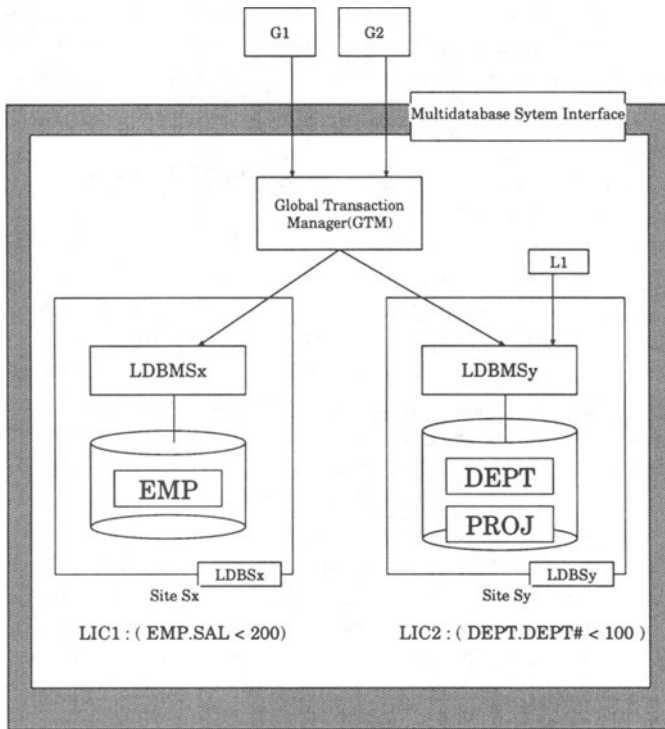 G1
G2
Multidatabase Sytem Interface
Global Transaction
Manager(GTM)
L1
LDBMSx
LDBMSy
EMP
DEPT
PROJ
LDBSx
LDBSy
Site Sx
Site Sy
LIC1 : ( EMP.SAL < 200)
LIC2 : ( DEPT.DEPT# < 100 )